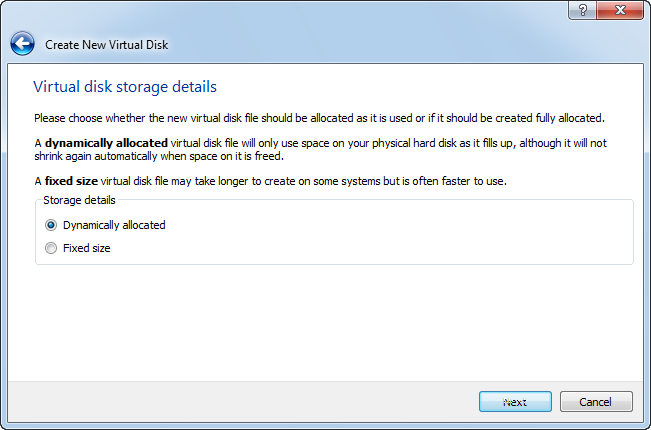 Create New Virtual Disk
Virtual disk storage details
Please choose whether the new virtual disk file should be allocated as it is used or if it should be created fully allocated.
A dynamically allocated virtual disk file will only use space on your physical hard disk as it fills up, although it will not
shrink again automatically when space on it is freed.
A fixed size virtual disk file may take longer to create on some systems but is often faster to use.
Storage details
Dynamically allocated
Fixed size
Next
Cancel